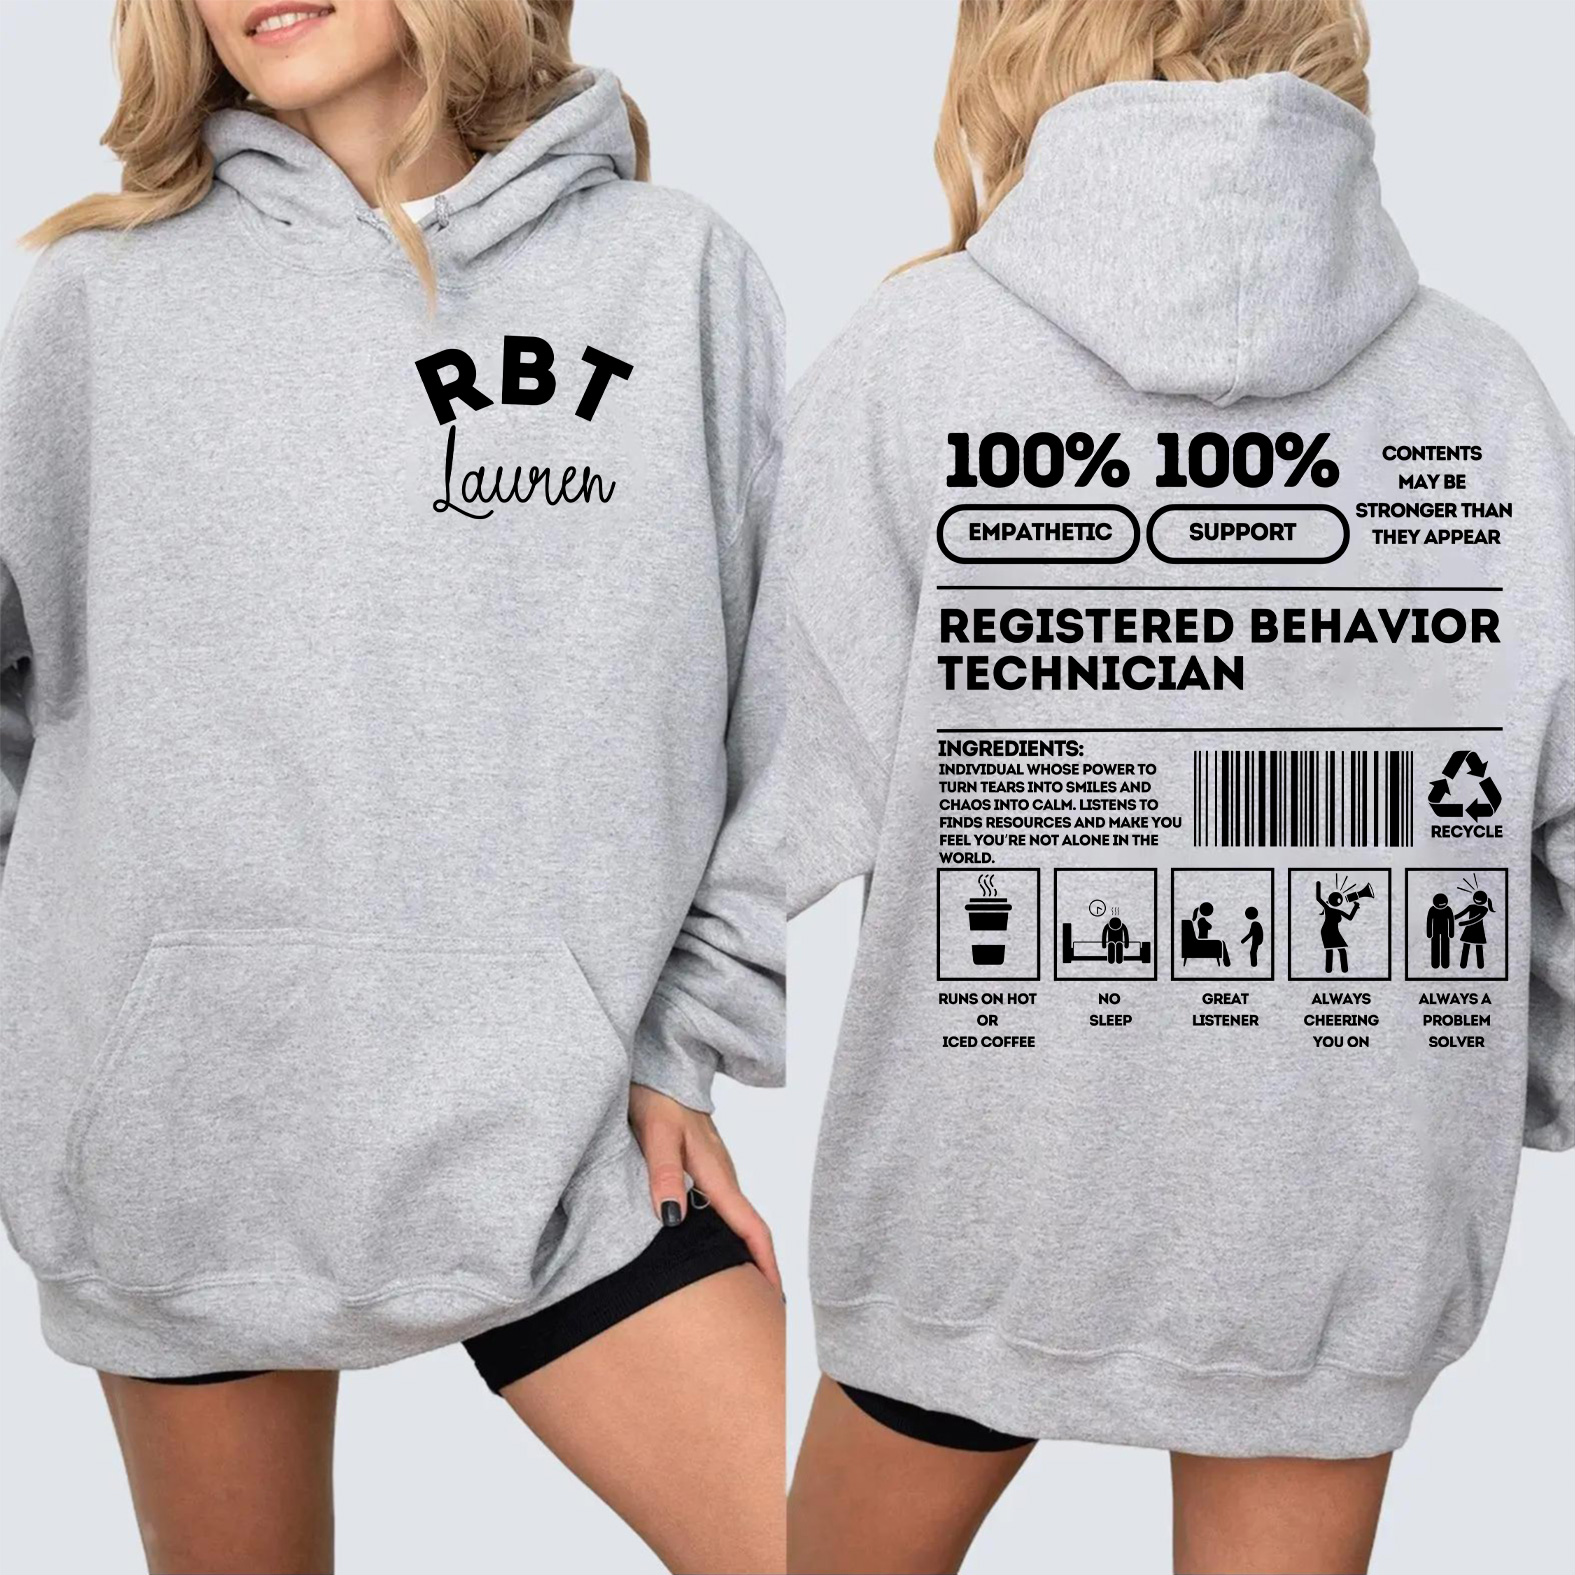 RBT
Lauren
100% 100%
EMPATHETIC SUPPORT
CONTENTS
MAY BE
STRONGER THAN
THEY APPEAR
REGISTERED BEHAVIOR
TECHNICIAN
INGREDIENTS:
INDIVIDUAL WHOSE POWER TO
TURN TEARS INTO SMILES AND
CHAOS INTO CALM. LISTENS TO
FINDS RESOURCES AND MAKE YOU
FEEL YOU'RE NOT ALONE IN THE
WORLD.
RECYCLE
RUNS ON HOT
OR
ICED COFFEE
NO
SLEEP
GREAT
LISTENER
ALWAYS
CHEERING
YOU ON
ALWAYS A
PROBLEM
SOLVER